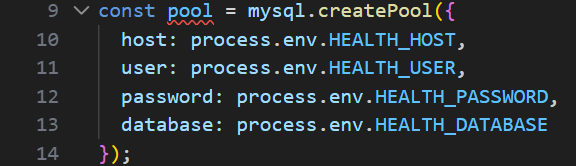 9 const pool = mysql.createPool({
10 host: process.env.HEALTH_HOST,
11 user: process.env.HEALTH_USER,
12 password: process.env.HEALTH_PASSWORD,
13 database: process.env.HEALTH_DATABASE
14 });